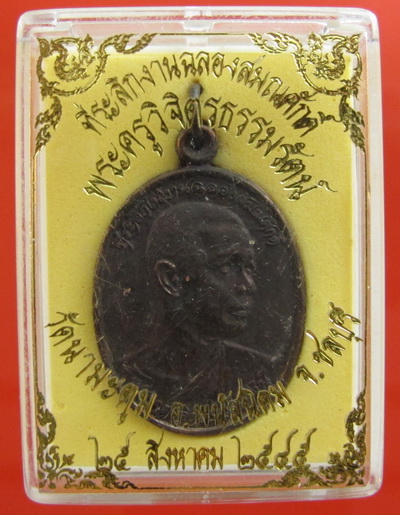 ที่ระลึกงานฉลองสมณศักดิ์
พระครูวิจิตรธรรมรัตน์
วัดนามะตูม อ.พนัสนิคม จ.ชลบุรี
๒๕ สิงหาคม ๒๕๔๕